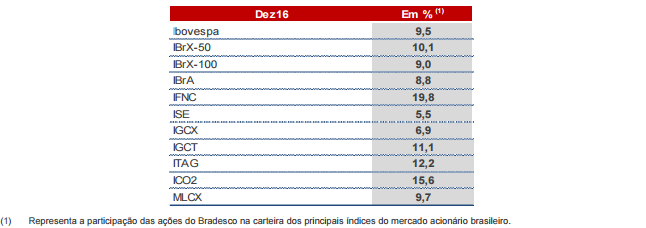 Dez16 Em % (1)
Ibovespa 9,5
IBrX-50 10,1
IBrX-100 9,0
IBrA 8,8
IFNC 19,8
ISE 5,5
IGCX 6,9
IGCT 11,1
ITAG 12,2
ICO2 15,6
MLCX 9,7
(1) Representa a participação das ações do Bradesco na carteira dos principais índices do mercado acionário brasileiro.